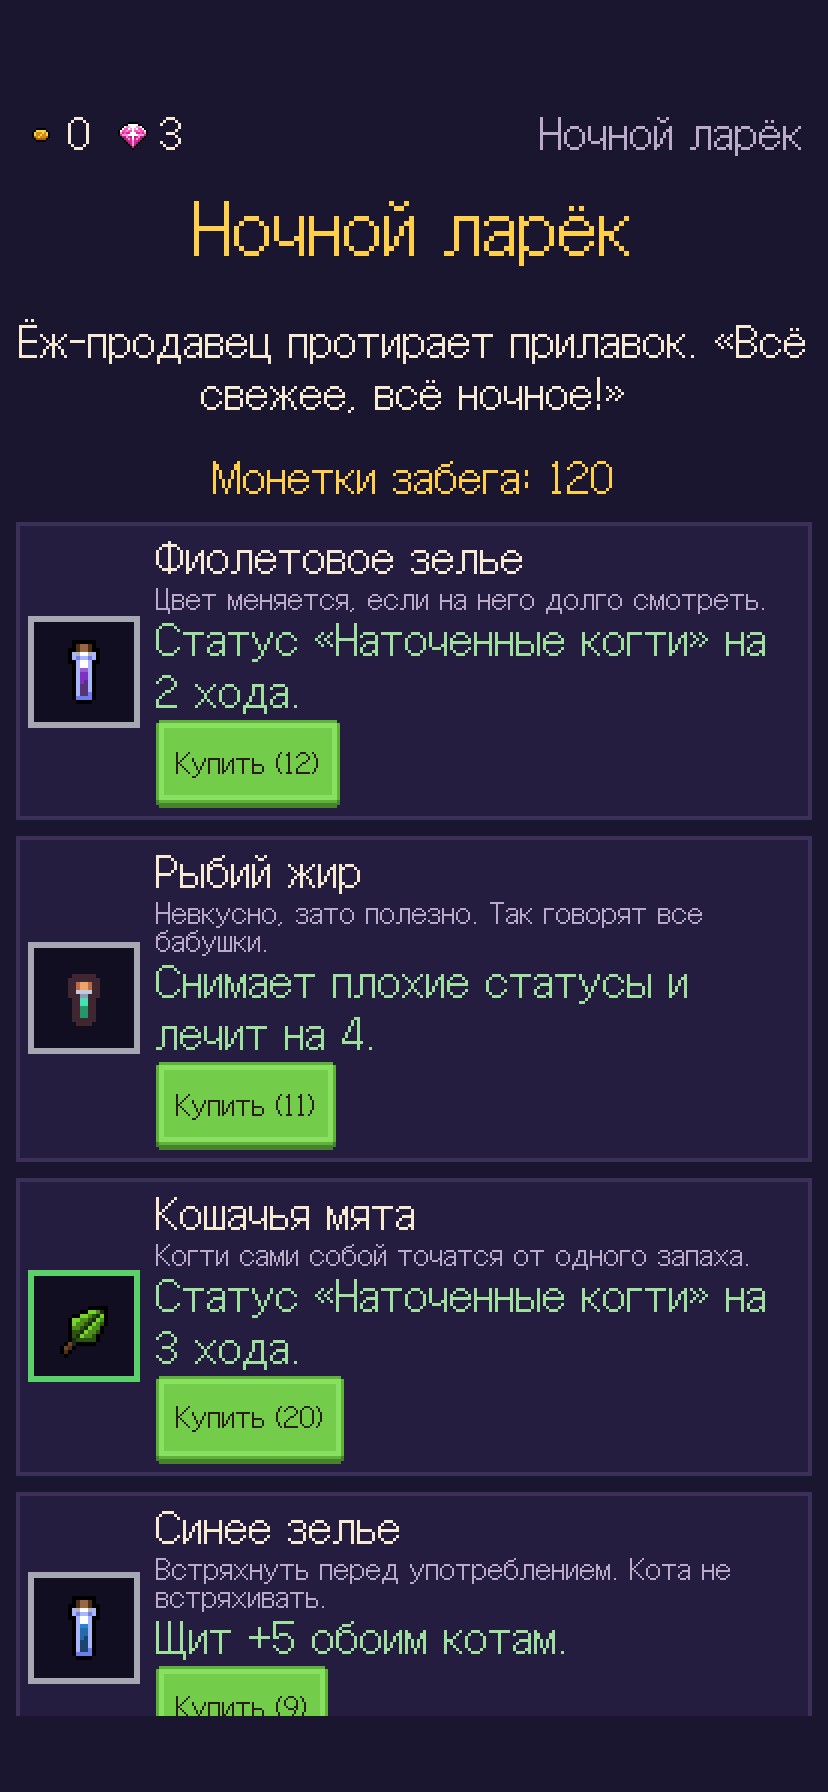 0 3 Ночной ларёк
Ночной ларёк
Ёж-продавец протирает прилавок. «Всё
свежее, всё ночное!»
Монетки забега: 120
Фиолетовое зелье
Цвет меняется, если на него долго смотреть.
Статус «Наточенные когти» на
2 хода.
Купить (12)
Рыбий жир
Невкусно, зато полезно. Так говорят все
бабушки.
Снимает плохие статусы и
лечит на 4.
Купить (11)
Кошачья мята
Когти сами собой точатся от одного запаха.
Статус «Наточенные когти» на
3 хода.
Купить (20)
Синее зелье
Встряхнуть перед употреблением. Кота не
встряхивать.
Щит +5 обоим котам.
Купить (9)